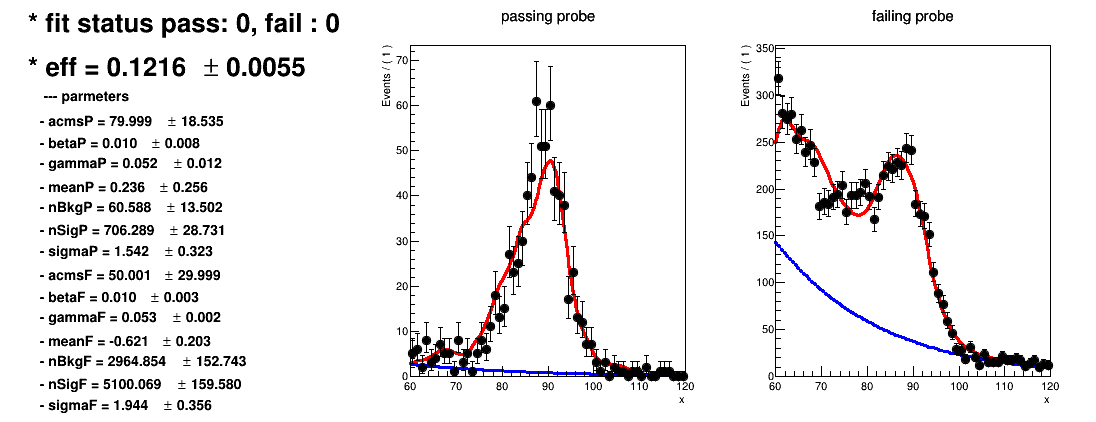 * fit status pass: 0, fail : 0
* eff = 0.1216 ± 0.0055
--- parmeters
- acmsP = 79.999 ± 18.535
- betaP = 0.010 ± 0.008
- gammaP = 0.052 ± 0.012
- meanP = 0.236 ± 0.256
- nBkgP = 60.588 ± 13.502
- nSigP = 706.289 ± 28.731
- sigmaP = 1.542 ± 0.323
- acmsF = 50.001 ± 29.999
- betaF = 0.010 ± 0.003
- gammaF = 0.053 ± 0.002
- meanF = -0.621 ± 0.203
- nBkgF = 2964.854 ± 152.743
- nSigF = 5100.069 ± 159.580
- sigmaF = 1.944 ± 0.356
passing probe
Events / ( 1 )
70
60
50
40
30
20
10
0
60 70 80 90 100 110 120
x
failing probe
Events / ( 1 )
350
300
250
200
150
100
50
0
60 70 80 90 100 110 120
x